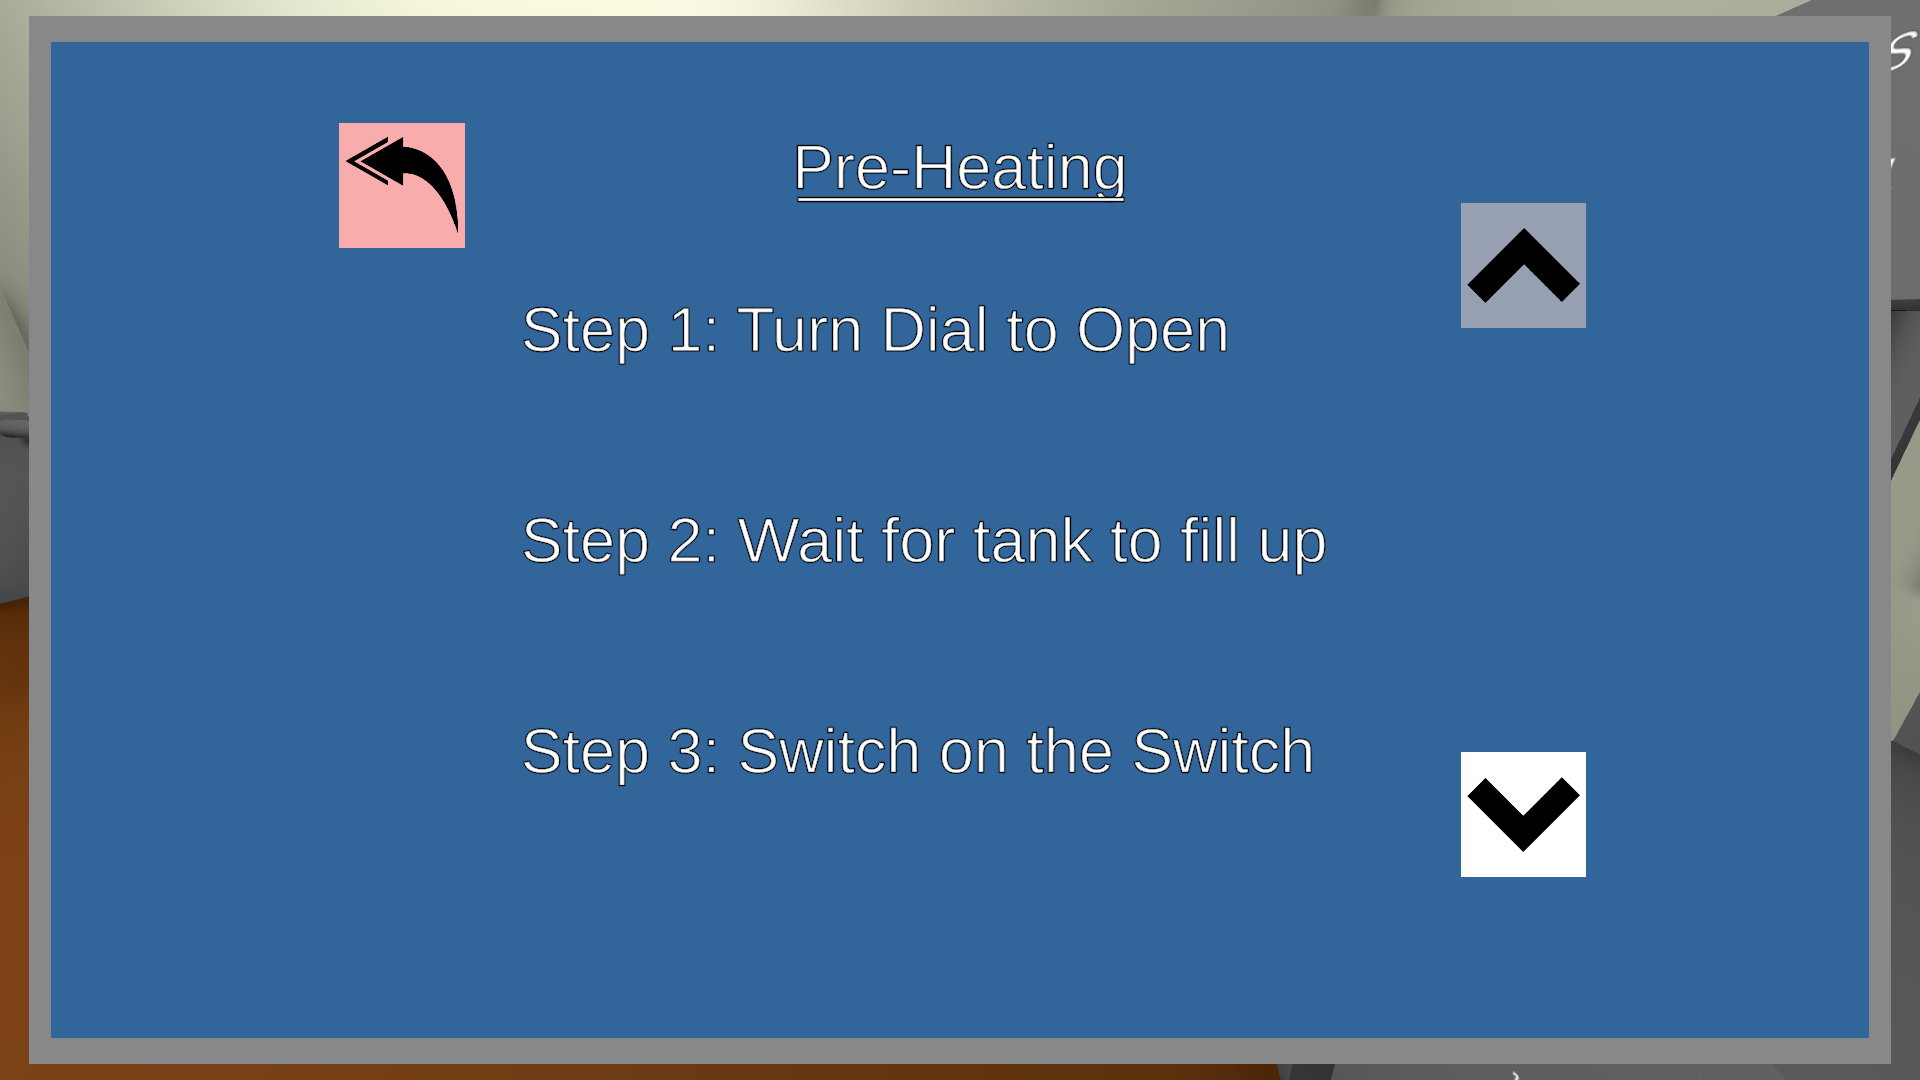 Pre-Heating
Step 1: Turn Dial to Open
Step 2: Wait for tank to fill up
Step 3: Switch on the Switch